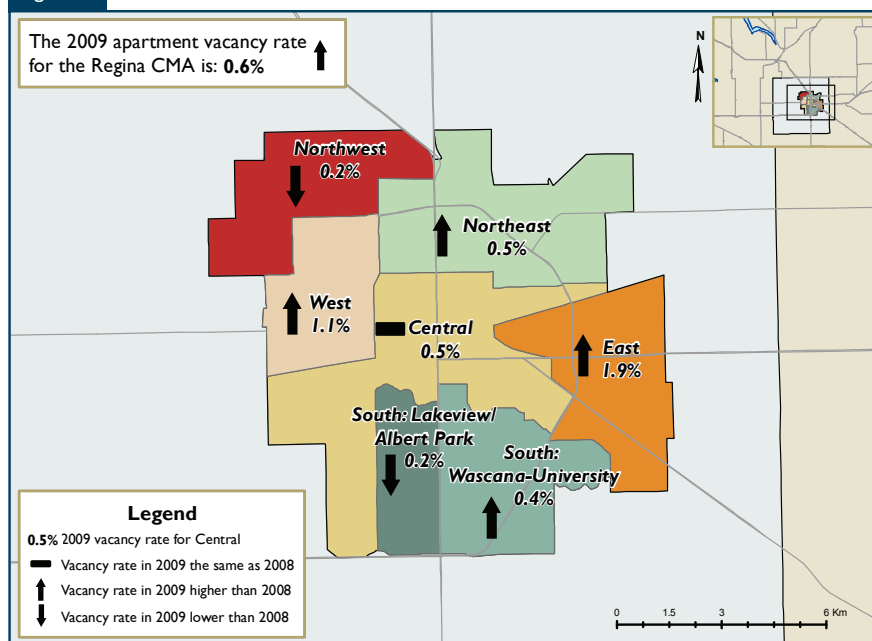 The 2009 apartment vacancy rate
for the Regina CMA is: 0.6%
N
Northwest
0.2%
Northeast
0.5%
West
1.1%
Central
0.5%
East
1.9%
South: Lakeview/
Albert Park
0.2%
South:
Wascana-University
0.4%
Legend
0.5% 2009 vacancy rate for Central
Vacancy rate in 2009 the same as 2008
Vacancy rate in 2009 higher than 2008
Vacancy rate in 2009 lower than 2008
0 1.5 3 6 Km